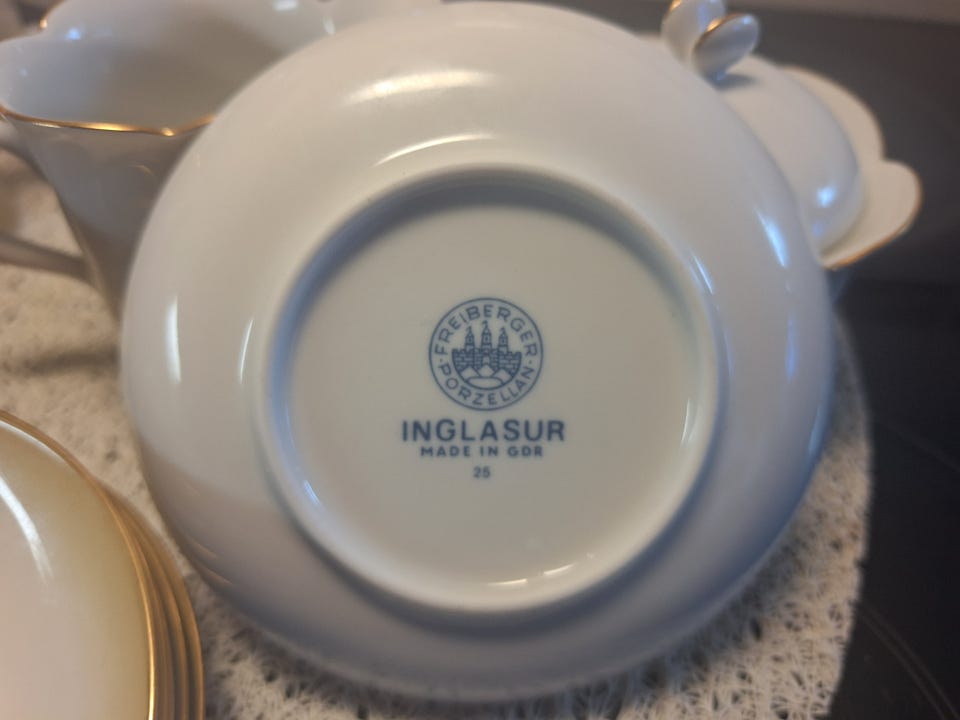 FREIBERGER
PORZELLAN
INGLASUR
MADE IN GDR
25